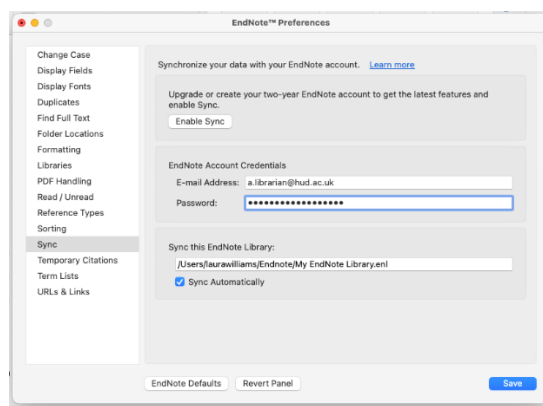 EndNote™ Preferences
Change Case
Display Fields
Display Fonts
Duplicates
Find Full Text
Folder Locations
Formatting
Libraries
PDF Handling
Read / Unread
Reference Types
Sorting
Sync
Temporary Citations
Term Lists
URLs & Links
Synchronize your data with your EndNote account. Learn more
Upgrade or create your two-year EndNote account to get the latest features and
enable Sync.
Enable Sync
EndNote Account Credentials
E-mail Address: a.librarian@hud.ac.uk
Password: ••••••••••••••••••
Sync this EndNote Library:
/Users/laurawilliams/Endnote/My EndNote Library.enl
Sync Automatically
EndNote Defaults Revert Panel Save